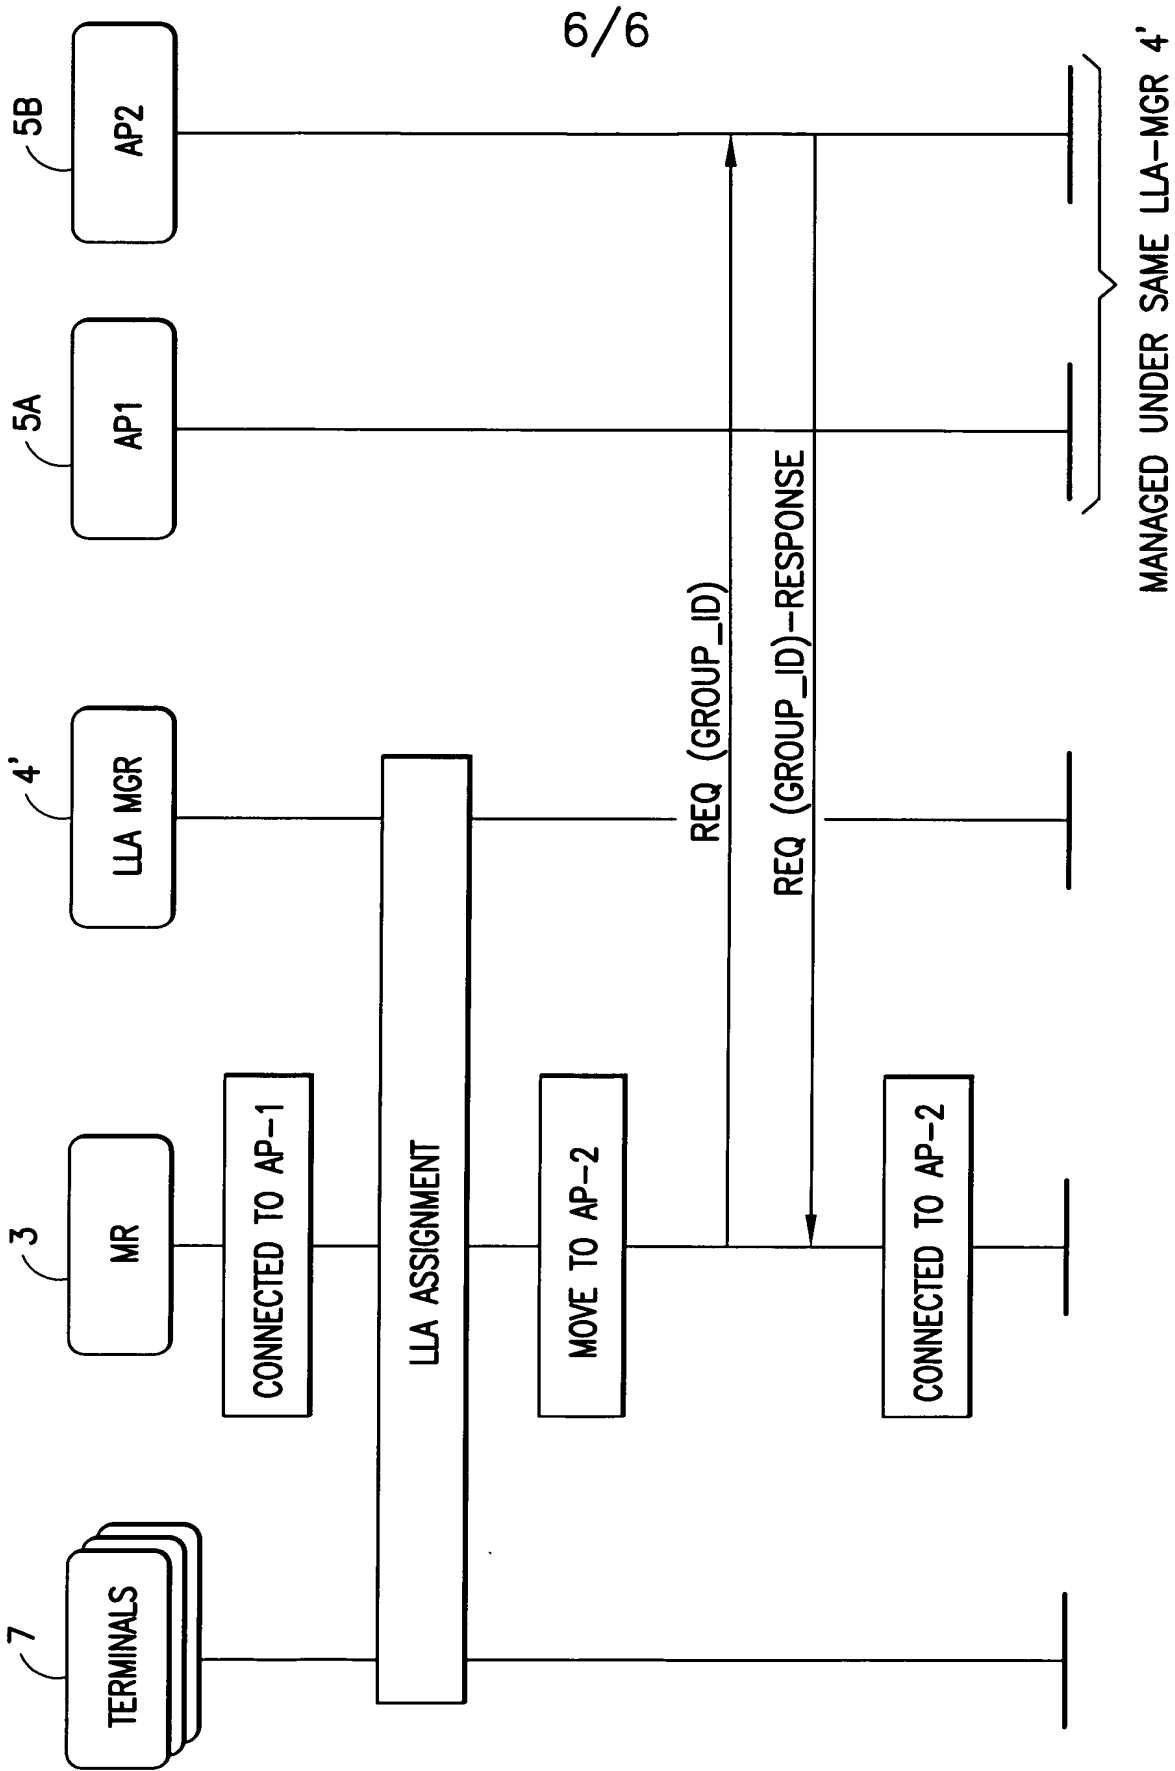 6/6
7
3
4'
5A
5B
TERMINALS
MR
LLA MGR
AP1
AP2
CONNECTED TO AP-1
LLA ASSIGNMENT
MOVE TO AP-2
REQ (GROUP_ID)
REQ (GROUP_ID)-RESPONSE
CONNECTED TO AP-2
MANAGED UNDER SAME LLA-MGR 4'